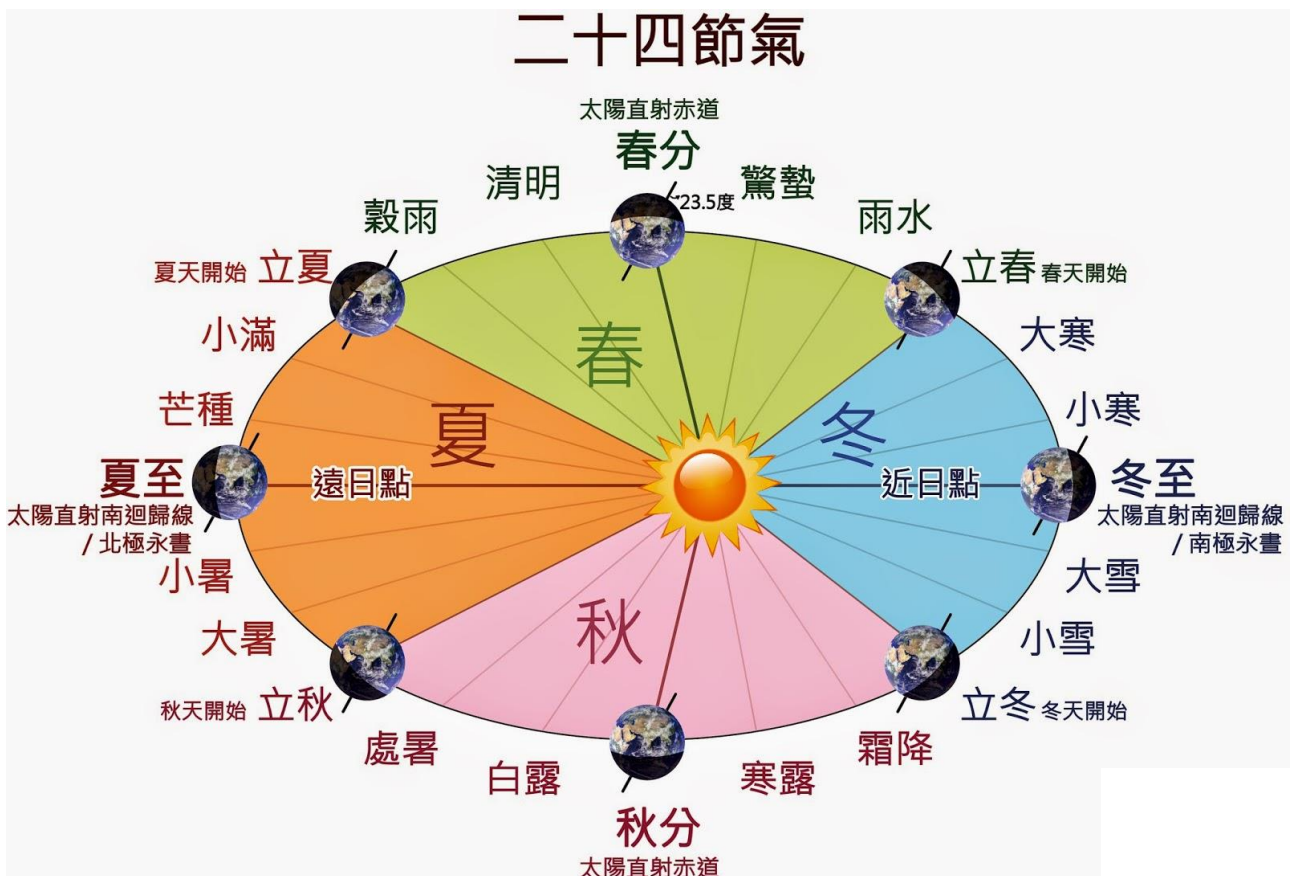 二十四節氣
太陽直射赤道
春分
清明
驚蟄
23.5度
穀雨
雨水
夏天開始 立夏
立春 春天開始
小滿
大寒
春
芒種
小寒
夏
冬
夏至
遠日點
近日點
冬至
太陽直射南迴歸線
/ 北極永晝
太陽直射南迴歸線
/ 南極永晝
小暑
大雪
秋
大暑
小雪
秋天開始 立秋
立冬 冬天開始
處暑
霜降
白露
寒露
秋分
太陽直射赤道